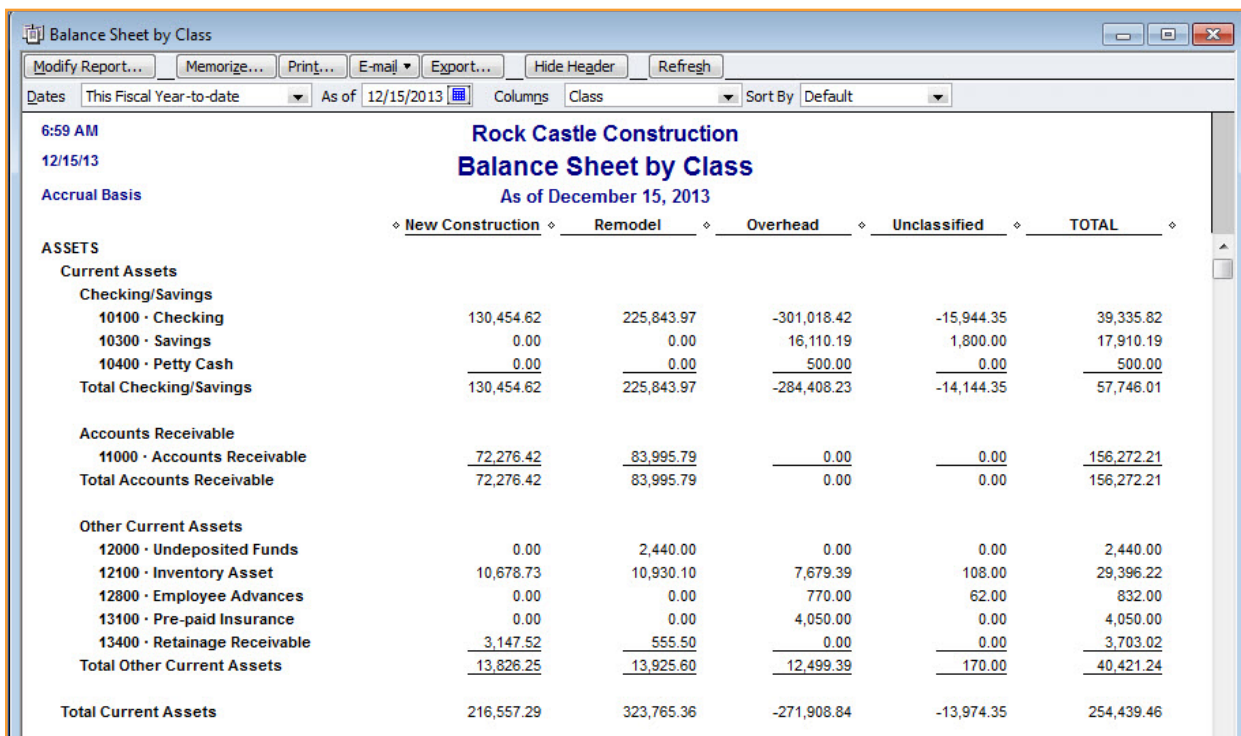 Balance Sheet by Class
Modify Report... Memorize... Print... E-mail Export... Hide Header Refresh
Dates This Fiscal Year-to-date As of 12/15/2013 Columns Class Sort By Default
6:59 AM Rock Castle Construction
12/15/13 Balance Sheet by Class
Accrual Basis As of December 15, 2013
New Construction Remodel Overhead Unclassified TOTAL
ASSETS
Current Assets
Checking/Savings
10100 · Checking 130,454.62 225,843.97 -301,018.42 -15,944.35 39,335.82
10300 · Savings 0.00 0.00 16,110.19 1,800.00 17,910.19
10400 · Petty Cash 0.00 0.00 500.00 0.00 500.00
Total Checking/Savings 130,454.62 225,843.97 -284,408.23 -14,144.35 57,746.01
Accounts Receivable
11000 · Accounts Receivable 72,276.42 83,995.79 0.00 0.00 156,272.21
Total Accounts Receivable 72,276.42 83,995.79 0.00 0.00 156,272.21
Other Current Assets
12000 · Undeposited Funds 0.00 2,440.00 0.00 0.00 2,440.00
12100 · Inventory Asset 10,678.73 10,930.10 7,679.39 108.00 29,396.22
12800 · Employee Advances 0.00 0.00 770.00 62.00 832.00
13100 · Pre-paid Insurance 0.00 0.00 4,050.00 0.00 4,050.00
13400 · Retainage Receivable 3,147.52 555.50 0.00 0.00 3,703.02
Total Other Current Assets 13,826.25 13,925.60 12,499.39 170.00 40,421.24
Total Current Assets 216,557.29 323,765.36 -271,908.84 -13,974.35 254,439.46